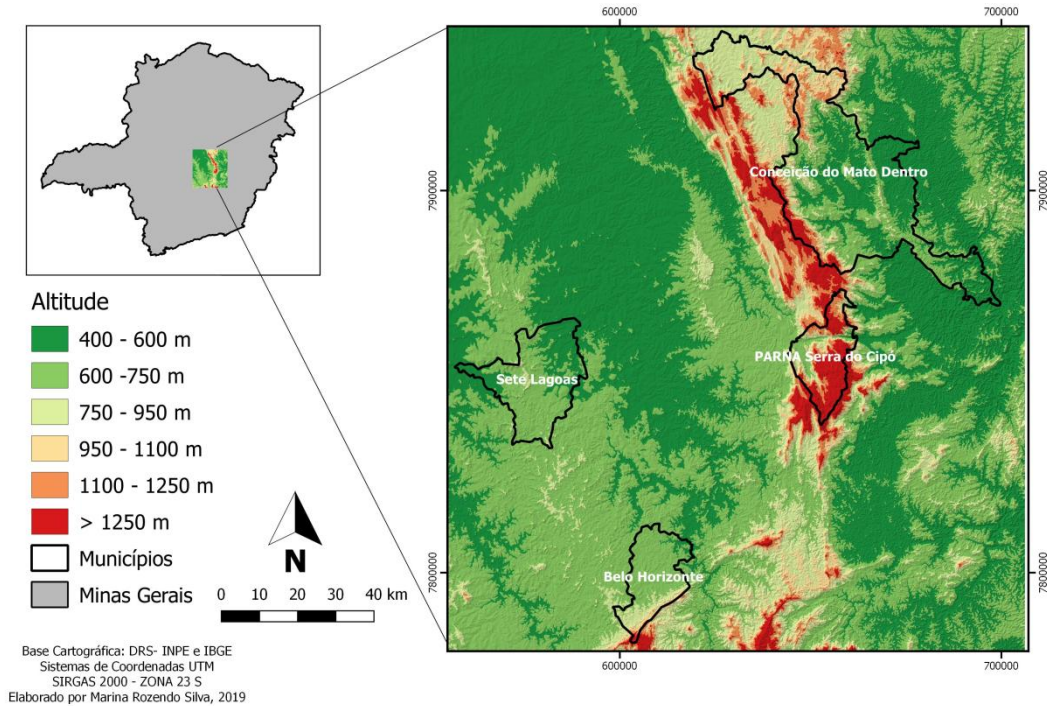 600000
700000
7900000
7900000
Conceição do Mato Dentro
PARNA Serra do Cipó
Sete Lagoas
Belo Horizonte
7800000
7800000
600000
700000
Altitude
400 - 600 m
600 -750 m
750 - 950 m
950 - 1100 m
1100 - 1250 m
> 1250 m
Municípios
Minas Gerais
N
0 10 20 30 40 km
Base Cartográfica: DRS- INPE e IBGE
Sistemas de Coordenadas UTM
SIRGAS 2000 - ZONA 23 S
Elaborado por Marina Rozendo Silva, 2019